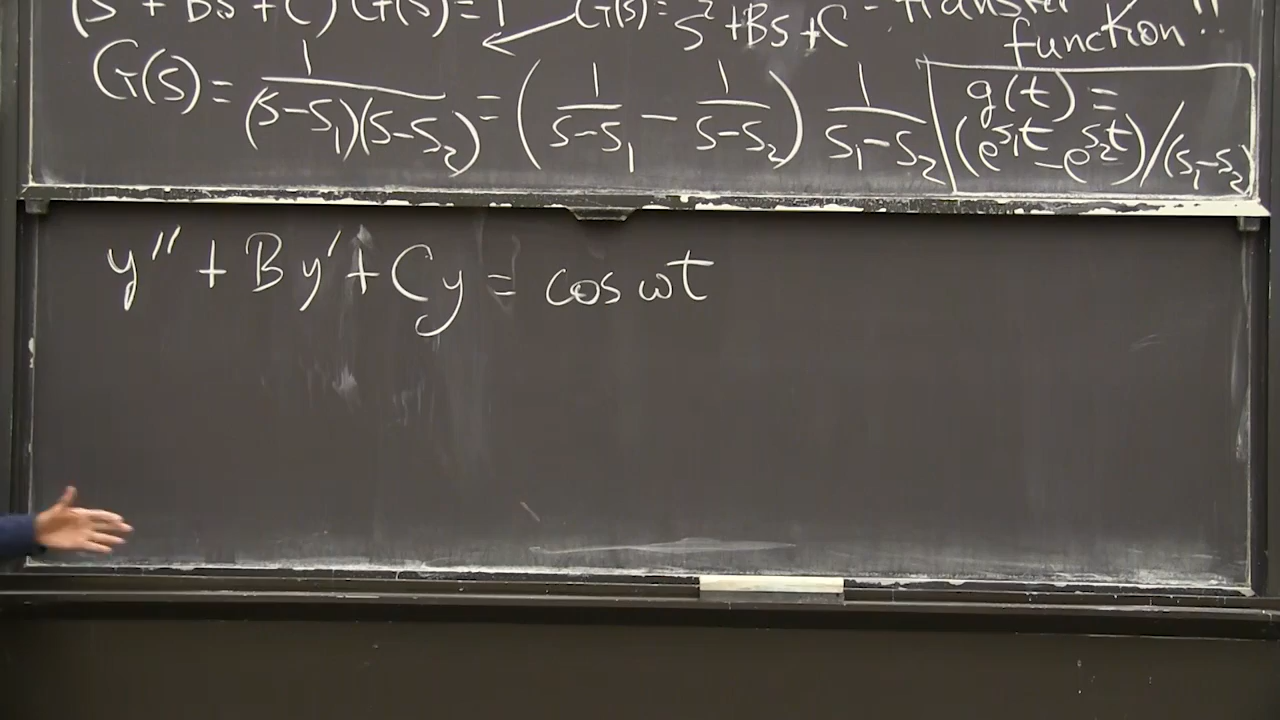 (s² + Bs + C) G(s) = 1 G(s) = s² + Bs + C = transfer function!!
G(s) = 1/((s-s₁)(s-s₂)) = (1/(s-s₁) - 1/(s-s₂)) 1/(s₁-s₂)
g(t) =
(e^{s₁t} - e^{s₂t})/(s₁-s₂)
y'' + By' + Cy = cos ωt